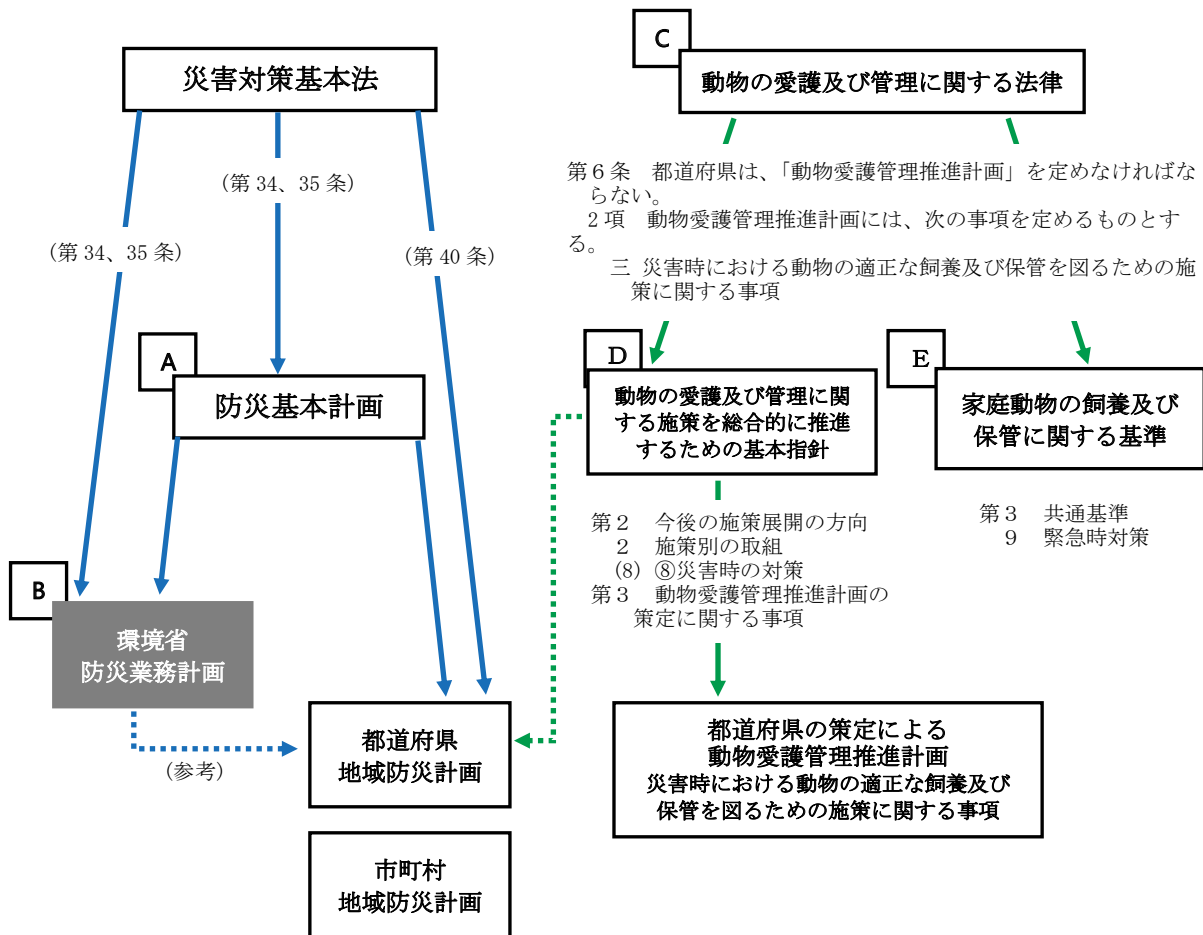 災害対策基本法
(第 34、35 条)
(第 34、35 条)
(第 40 条)
A
防災基本計画
B
環境省
防災業務計画
(参考)
都道府県
地域防災計画
市町村
地域防災計画
C
動物の愛護及び管理に関する法律
第6条 都道府県は、「動物愛護管理推進計画」を定めなければな
らない。
2項 動物愛護管理推進計画には、次の事項を定めるものとす
る。
三 災害時における動物の適正な飼養及び保管を図るための施
策に関する事項
D
動物の愛護及び管理に関
する施策を総合的に推進
するための基本指針
E
家庭動物の飼養及び
保管に関する基準
第2 今後の施策展開の方向
2 施策別の取組
(8) ⑧災害時の対策
第3 動物愛護管理推進計画の
策定に関する事項
第3 共通基準
9 緊急時対策
都道府県の策定による
動物愛護管理推進計画
災害時における動物の適正な飼養及び
保管を図るための施策に関する事項